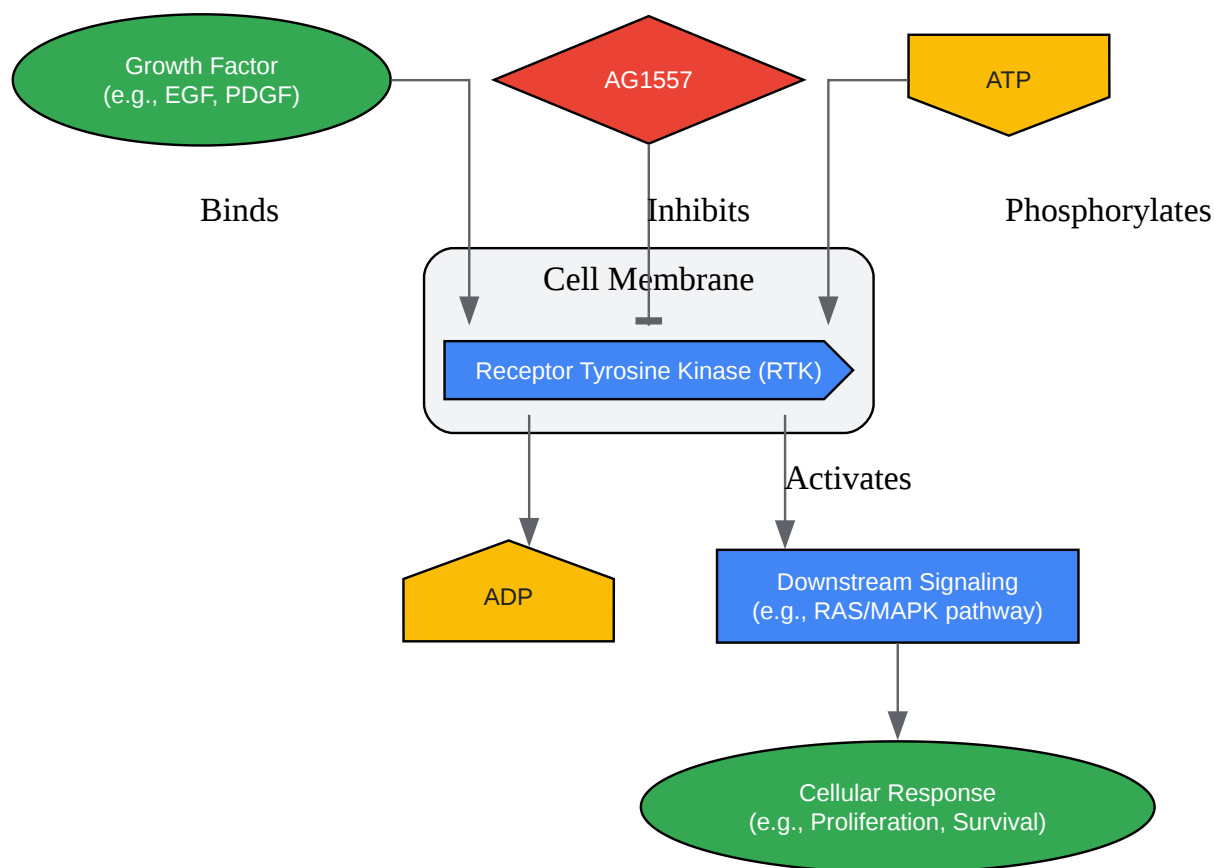 Growth Factor
(e.g., EGF, PDGF)
AG1557
ATP
Binds
Inhibits
Phosphorylates
Cell Membrane
Receptor Tyrosine Kinase (RTK)
Activates
ADP
Downstream Signaling
(e.g., RAS/MAPK pathway)
Cellular Response
(e.g., Proliferation, Survival)